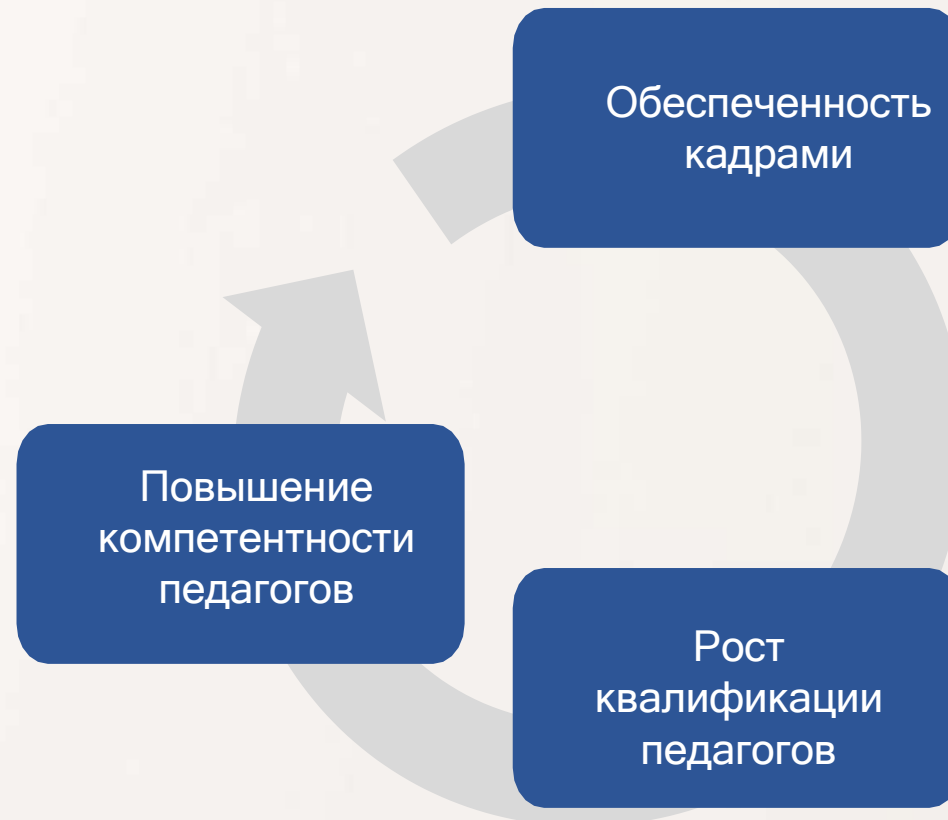 Обеспеченность
кадрами
Повышение
компетентности
педагогов
Рост
квалификации
педагогов